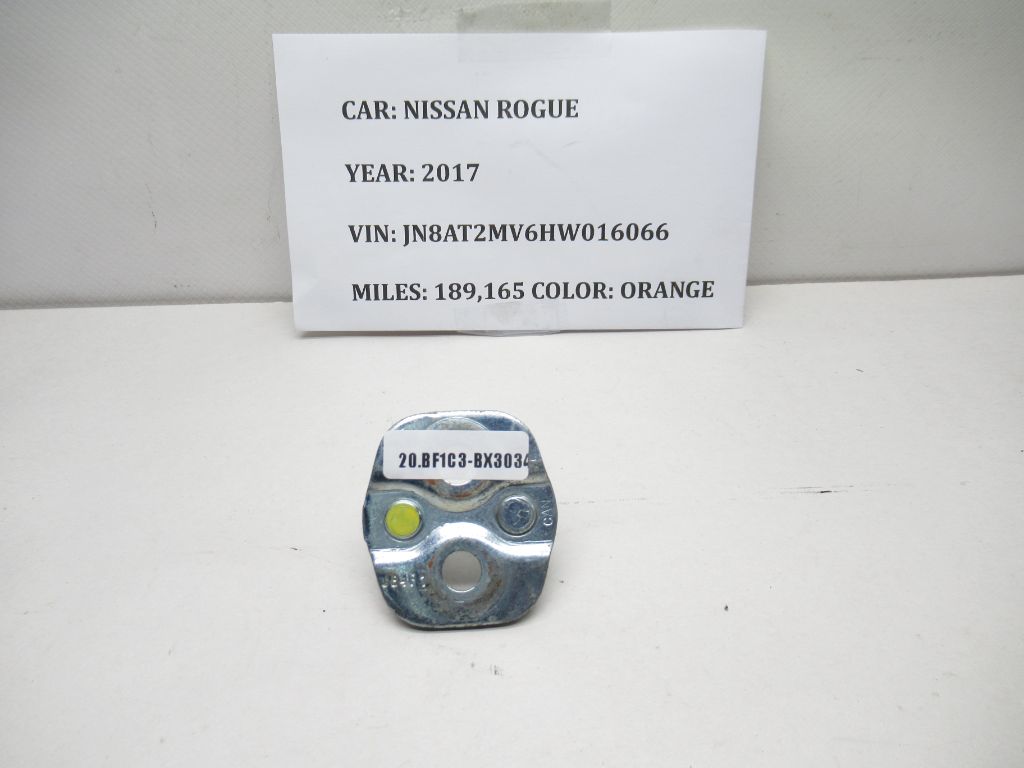 CAR: NISSAN ROGUE
YEAR: 2017
VIN: JN8AT2MV6HW016066
MILES: 189,165 COLOR: ORANGE
20.BF1C3-BX3034